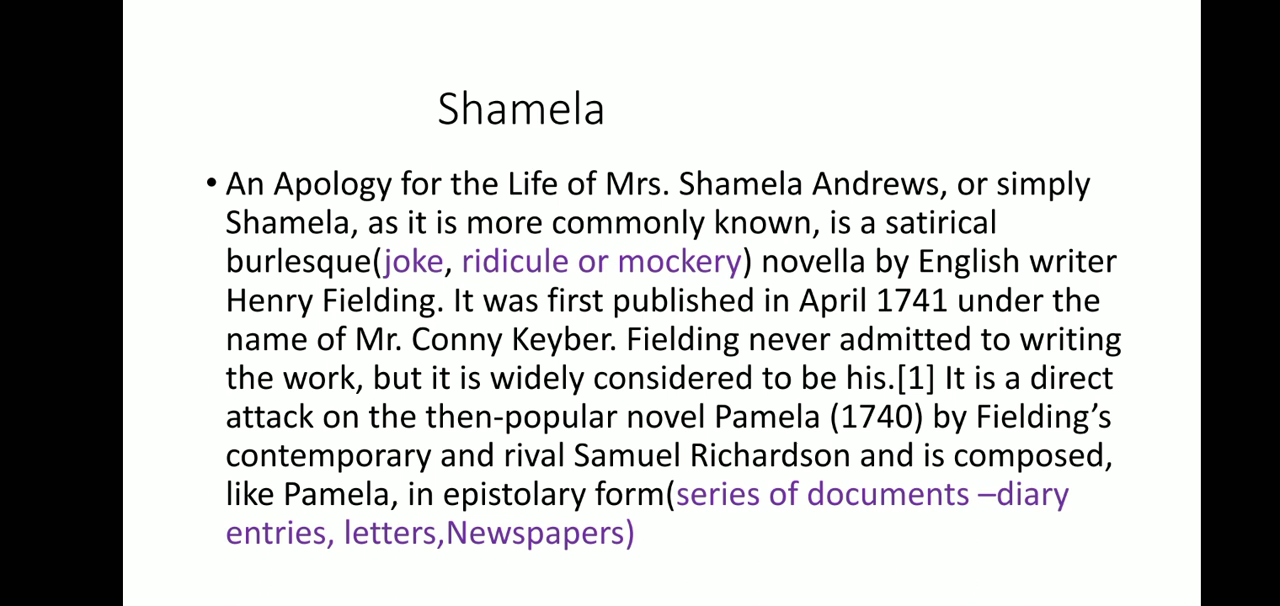 Shamela
• An Apology for the Life of Mrs. Shamela Andrews, or simply
Shamela, as it is more commonly known, is a satirical
burlesque(joke, ridicule or mockery) novella by English writer
Henry Fielding. It was first published in April 1741 under the
name of Mr. Conny Keyber. Fielding never admitted to writing
the work, but it is widely considered to be his.[1] It is a direct
attack on the then-popular novel Pamela (1740) by Fielding’s
contemporary and rival Samuel Richardson and is composed,
like Pamela, in epistolary form(series of documents –diary
entries, letters,Newspapers)